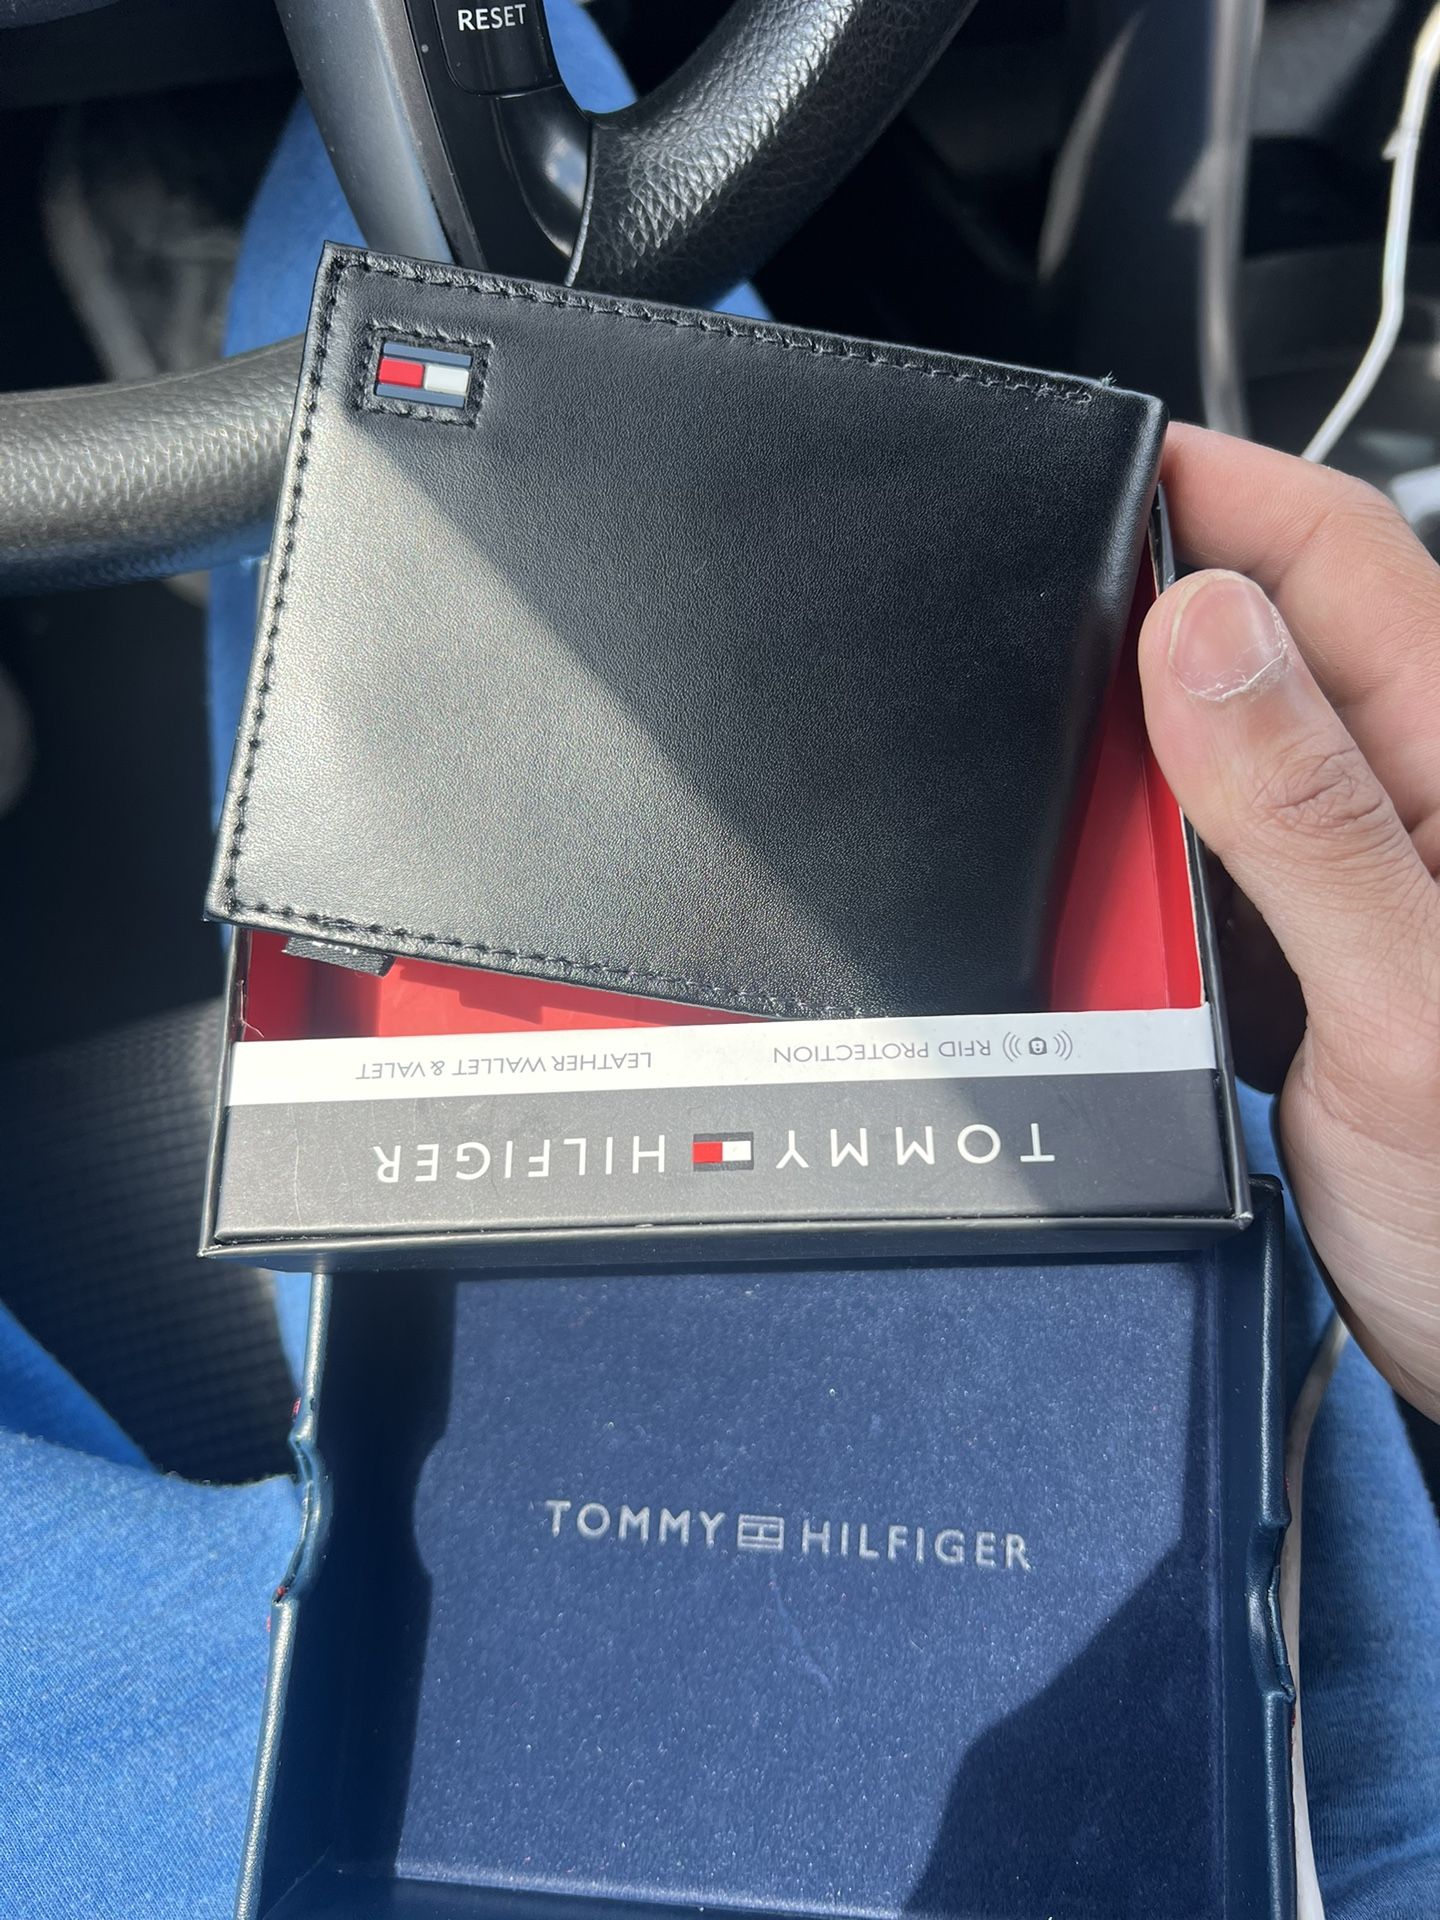 RESET
RFID PROTECTION
LEATHER WALLET & VALET
TOMMY HILFIGER
TOMMY HILFIGER